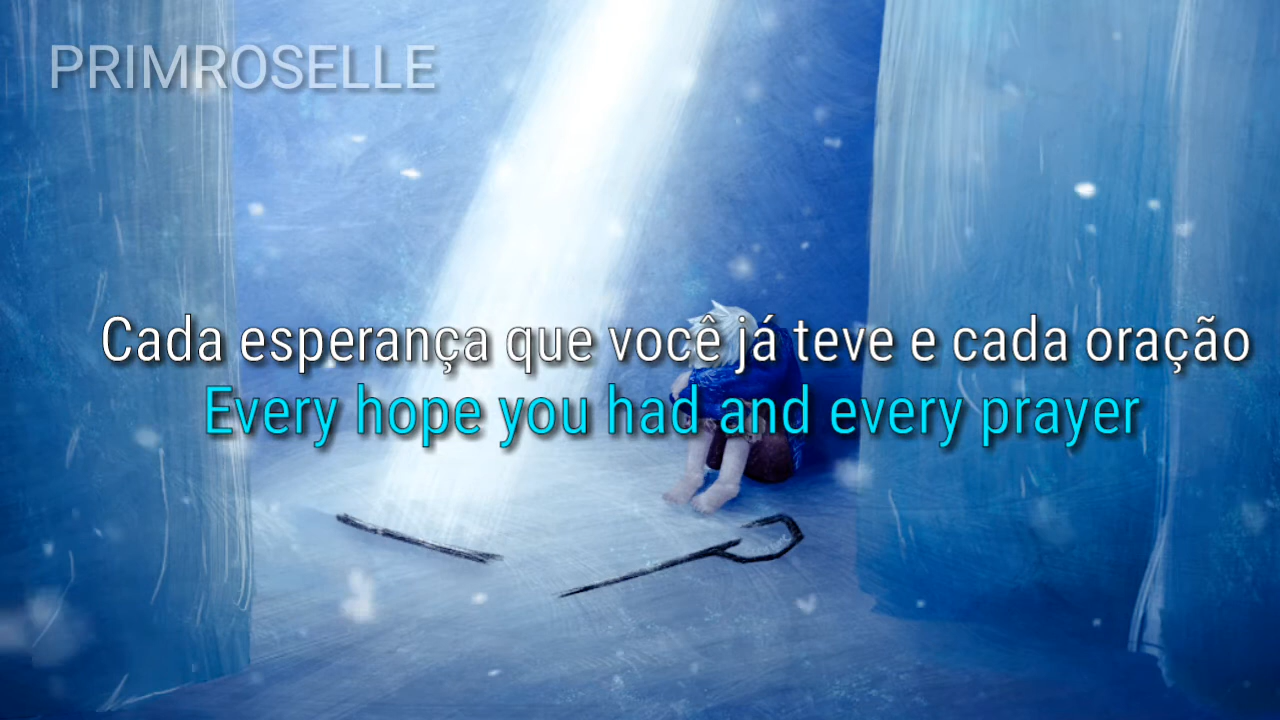 PRIMROSELLE
Cada esperança que você já teve e cada oração
Every hope you had and every prayer